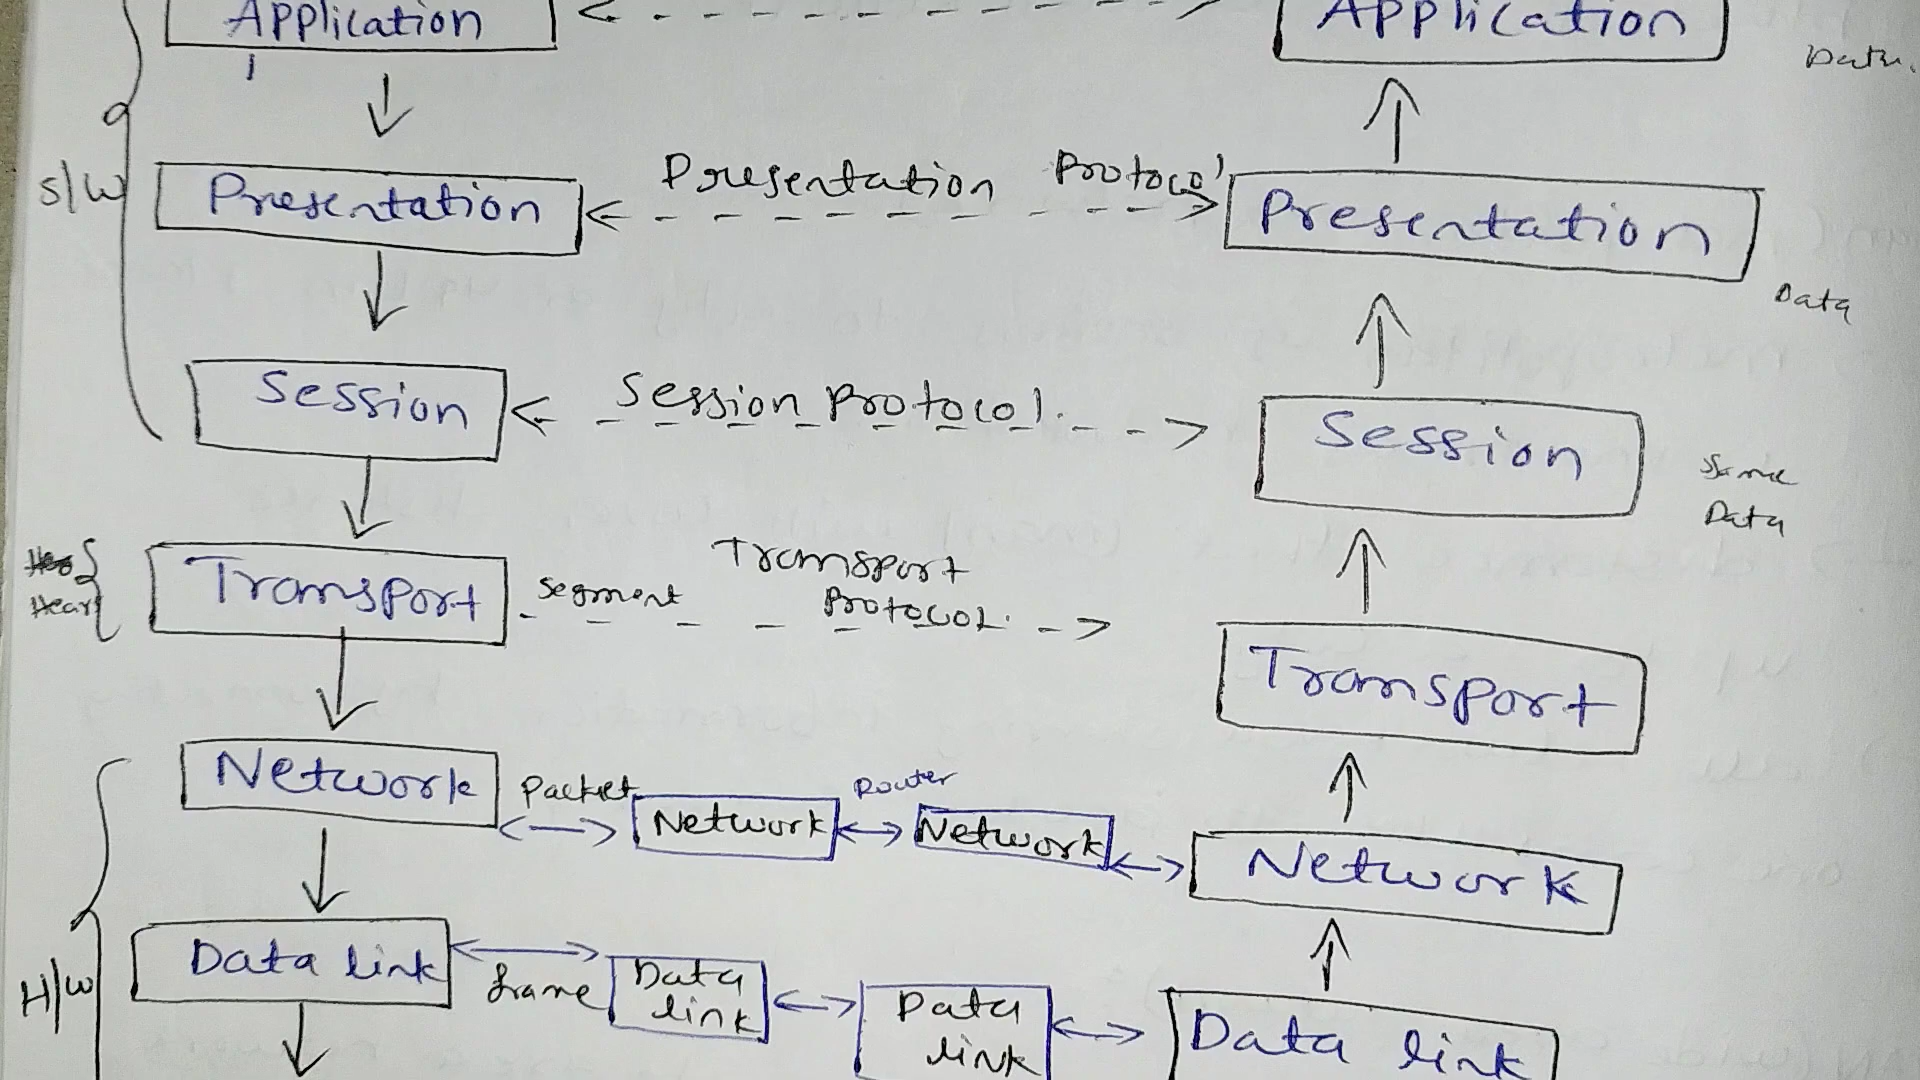 Application
Application
Data.
S/W
Presentation
Presentation Protocol
Presentation
Data
Session
Session Protocol.
Session
Same
Data
Heart
Transport
Segment
Transport
Protocol.
Transport
Network
Packet
Network
Router
Network
Network
H/W
Data link
frame
Data
link
Data
link
Data link